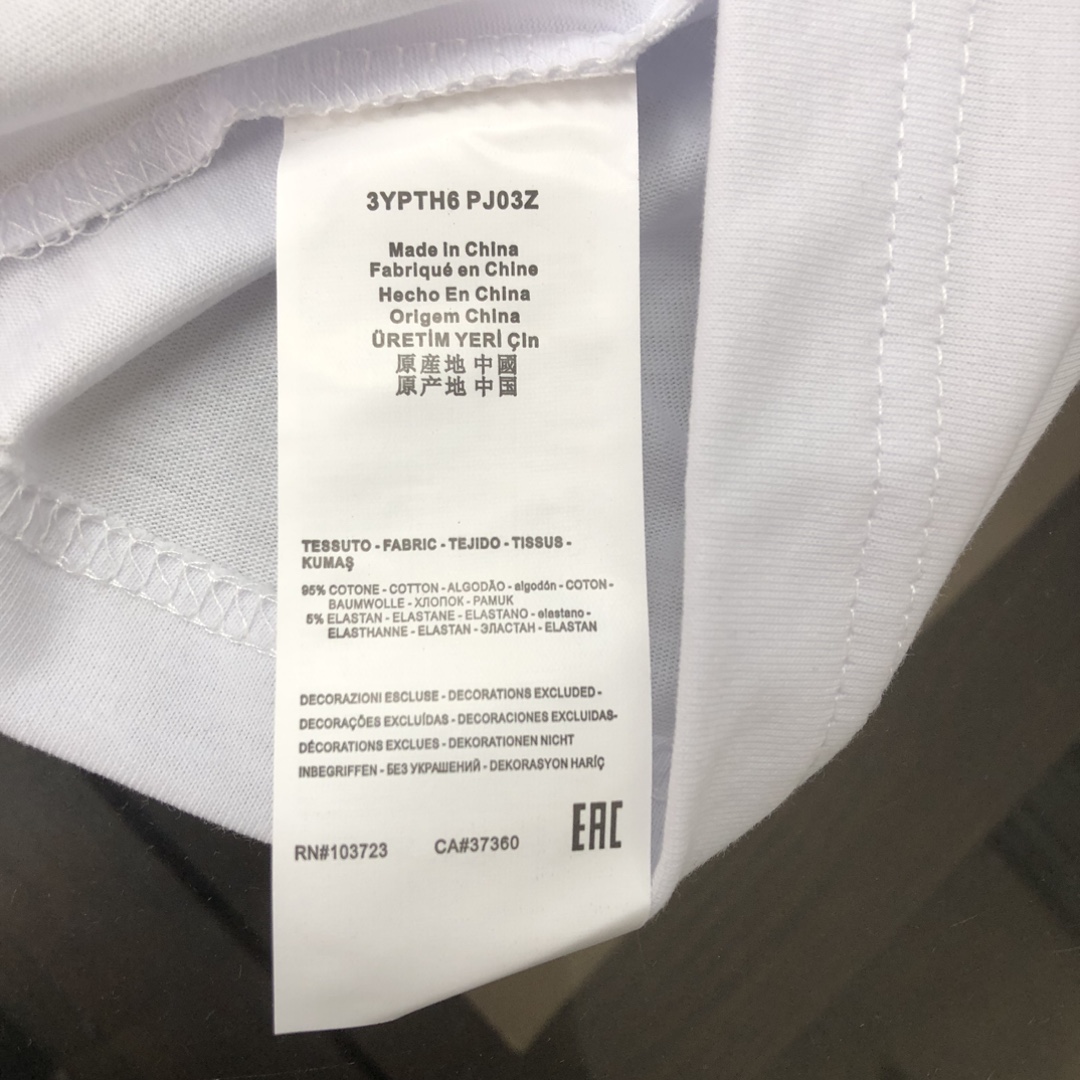 3YPTH6 PJ03Z
Made In China
Fabriqué en Chine
Hecho En China
Origem China
ÜRETİM YERİ Çin
原産地 中國
原产地 中国
TESSUTO - FABRIC - TEJIDO - TISSUS -
KUMAŞ
95% COTONE - COTTON - ALGODÃO - algodón - COTON -
BAUMWOLLE - ХЛОПОК - PAMUK
5% ELASTAN - ELASTANE - ELASTANO - elastano -
ELASTHANNE - ELASTAN - ЭЛАСТАН - ELASTAN
DECORAZIONI ESCLUSE - DECORATIONS EXCLUDED -
DECORAÇÕES EXCLUÍDAS - DECORACIONES EXCLUIDAS-
DÉCORATIONS EXCLUES - DEKORATIONEN NICHT
INBEGRIFFEN - БЕЗ УКРАШЕНИЙ - DEKORASYON HARİÇ
EAC
RN#103723 CA#37360